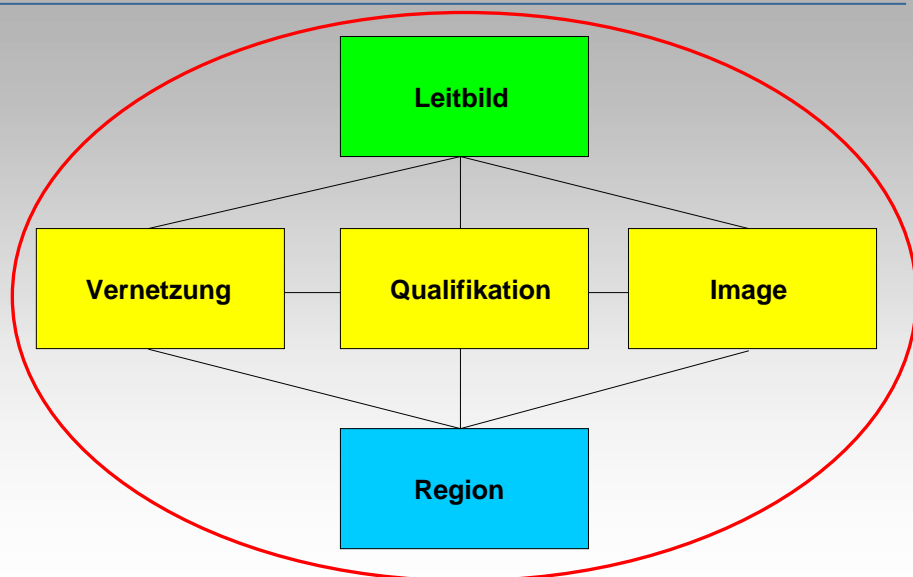 Leitbild
Vernetzung
Qualifikation
Image
Region